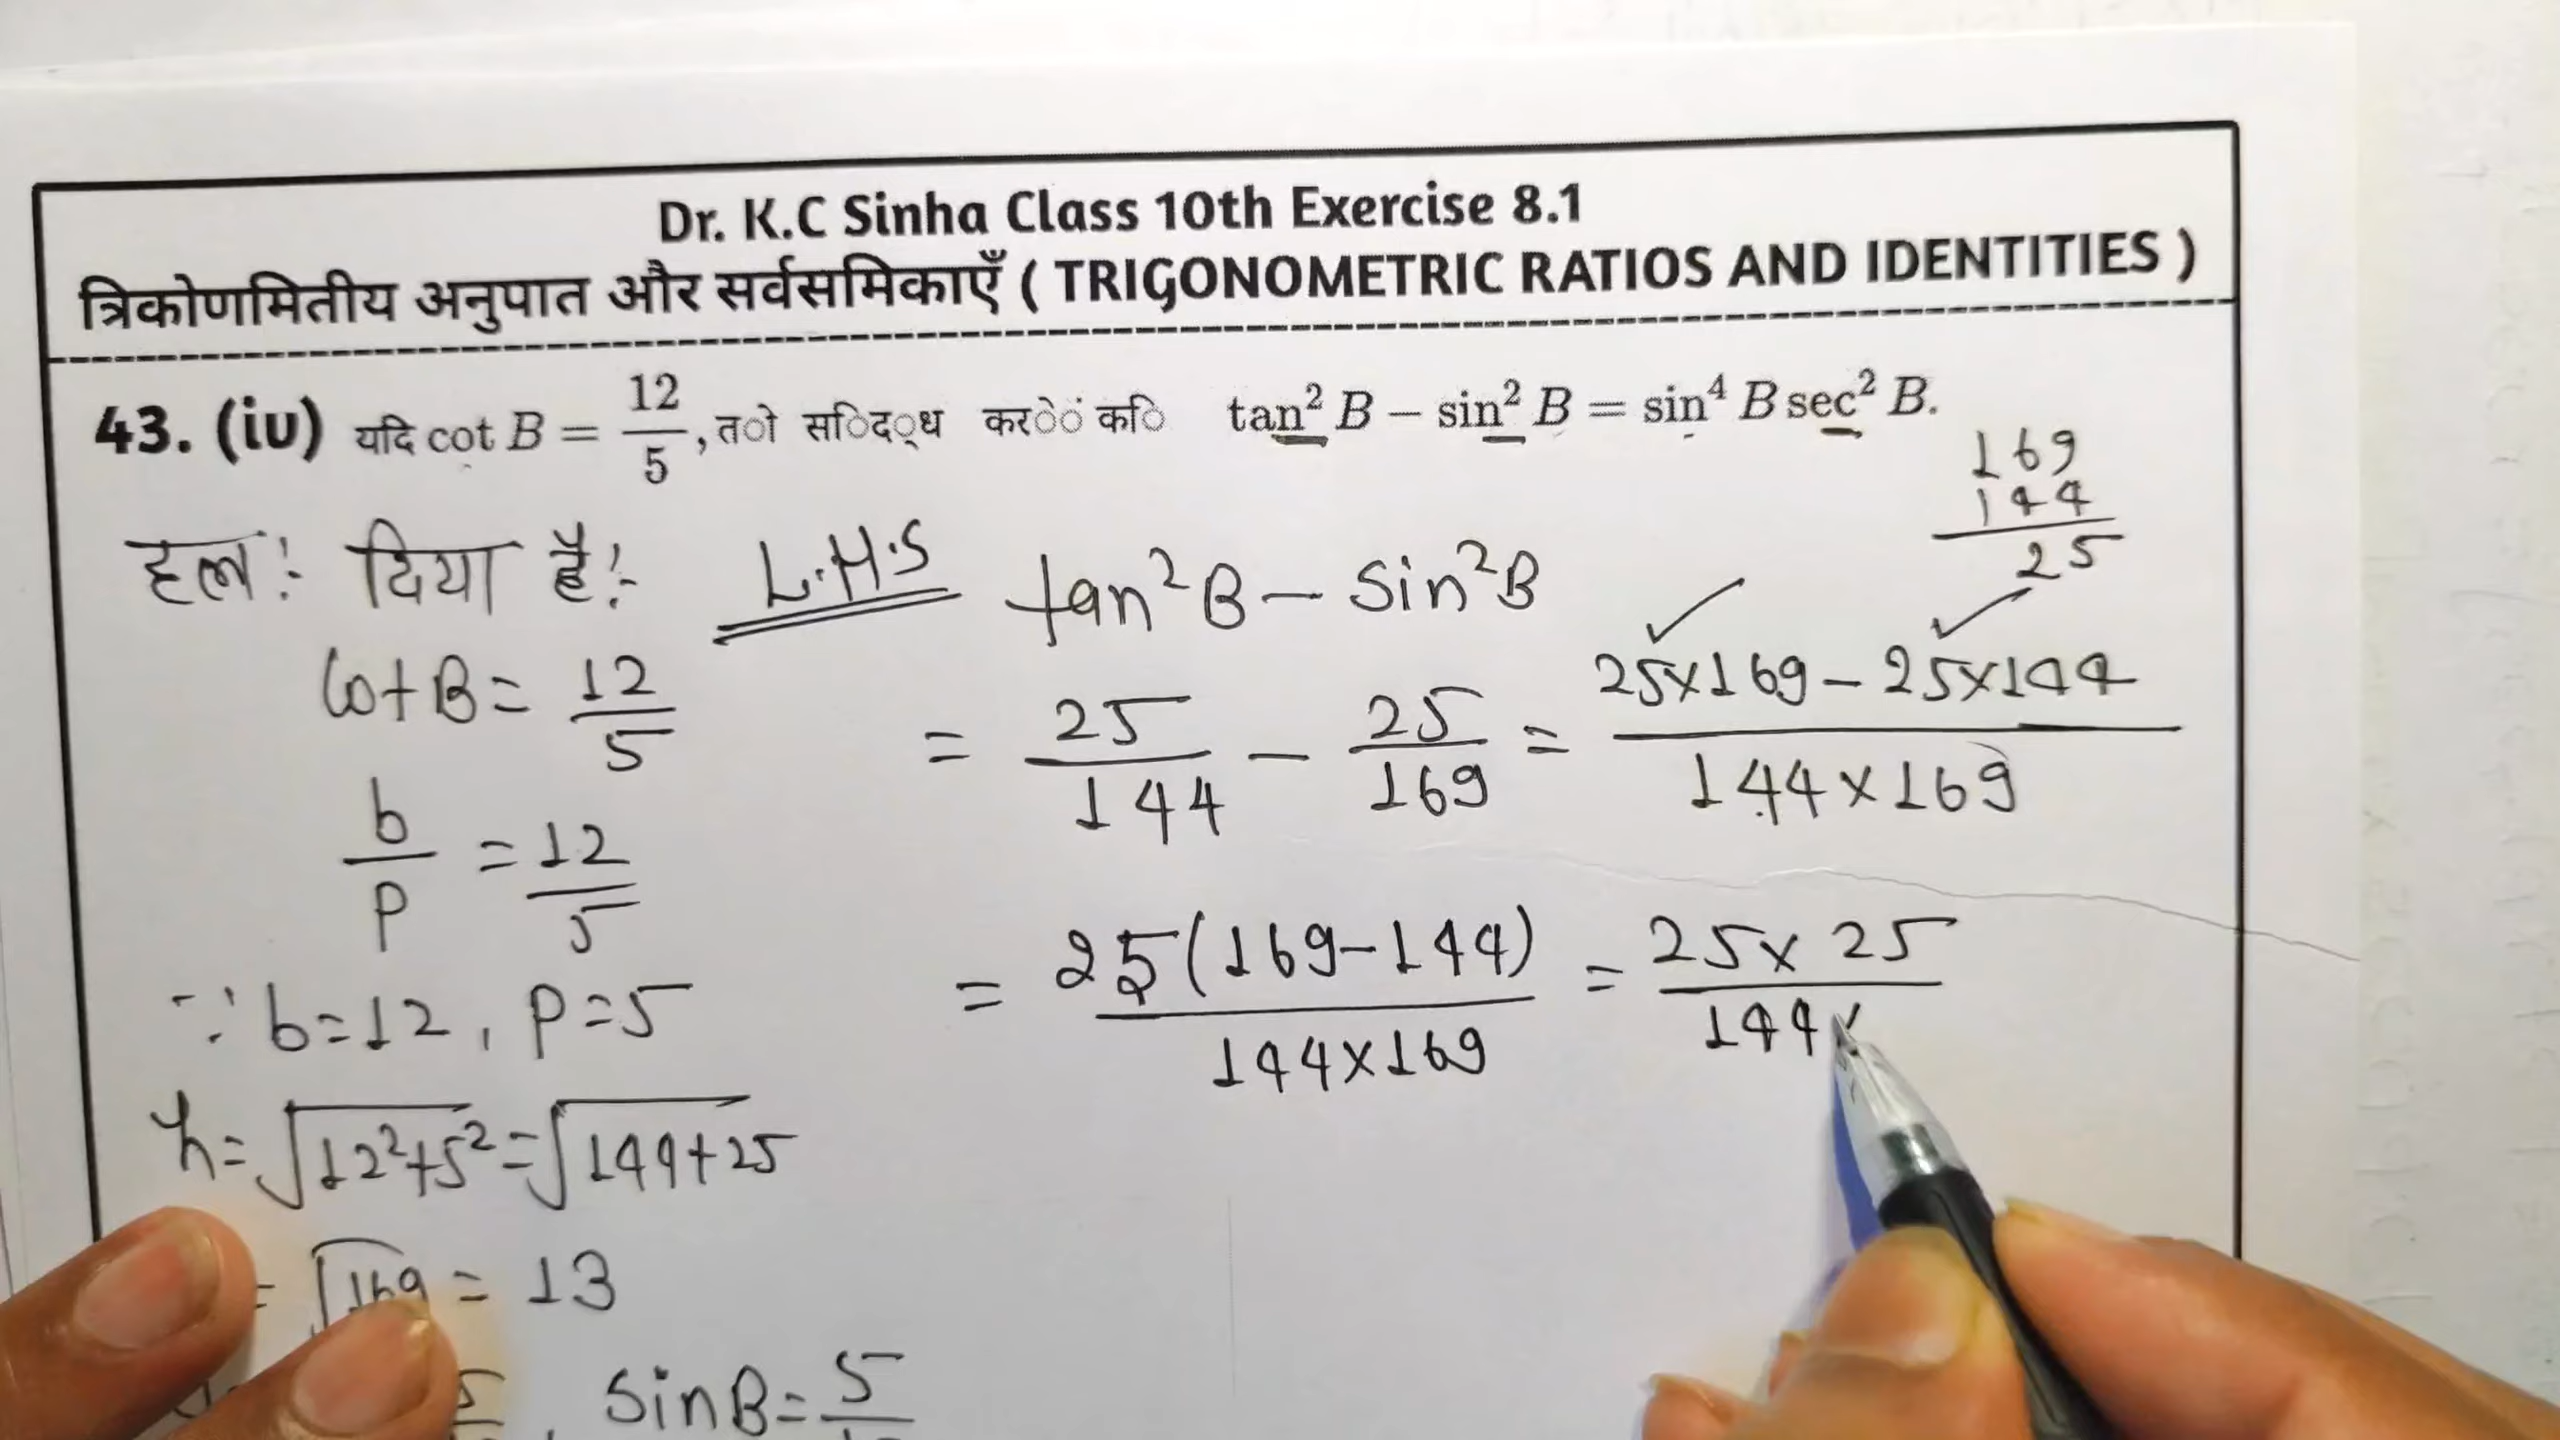 Dr. K.C Sinha Class 10th Exercise 8.1
त्रिकोणमितीय अनुपात और सर्वसमिकाएँ ( TRIGONOMETRIC RATIOS AND IDENTITIES )
43. (iv) यदि cot B = 12/5, तो सिद्ध करें कि tan² B − sin² B = sin⁴ B sec² B.
169
144
25
हल:- दिया है:-
L.H.S tan²B − Sin²B
CotB = 12/5
= 25/144 − 25/169 = 25×169 − 25×144 / 144×169
b/p = 12/5
= 25(169−144) / 144×169 = 25×25 / 144×
∵ b=12, p=5
h= √12²+5² = √144+25
= √169 = 13
SinB = 5